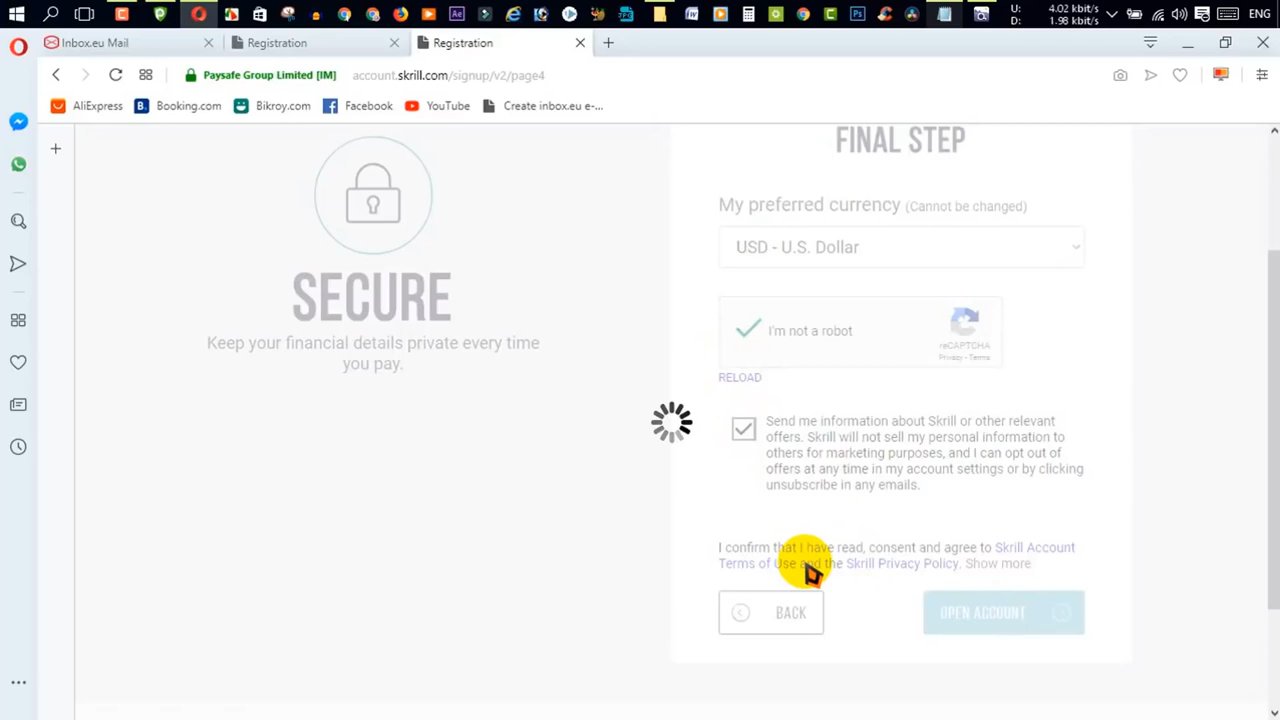 U: 4.02 kbit/s
D: 1.98 kbit/s
ENG
Inbox.eu Mail
Registration
Registration
Paysafe Group Limited [IM]
account.skrill.com/signup/v2/page4
AliExpress
Booking.com
Bikroy.com
Facebook
YouTube
Create inbox.eu e-...
FINAL STEP
My preferred currency (Cannot be changed)
USD - U.S. Dollar
I'm not a robot
reCAPTCHA
Privacy - Terms
RELOAD
SECURE
Keep your financial details private every time
you pay.
Send me information about Skrill or other relevant
offers. Skrill will not sell my personal information to
others for marketing purposes, and I can opt out of
offers at any time in my account settings or by clicking
unsubscribe in any emails.
I confirm that I have read, consent and agree to Skrill Account
Terms of Use and the Skrill Privacy Policy. Show more
BACK
OPEN ACCOUNT